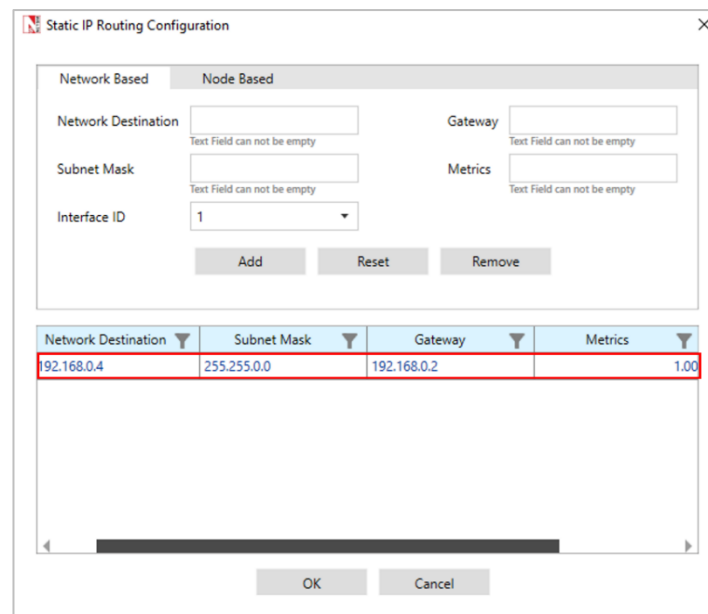 Static IP Routing Configuration
Network Based Node Based
Network Destination Gateway
Text Field can not be empty Text Field can not be empty
Subnet Mask Metrics
Text Field can not be empty Text Field can not be empty
Interface ID 1
Add Reset Remove
Network Destination Subnet Mask Gateway Metrics
192.168.0.4 255.255.0.0 192.168.0.2 1.00
OK Cancel